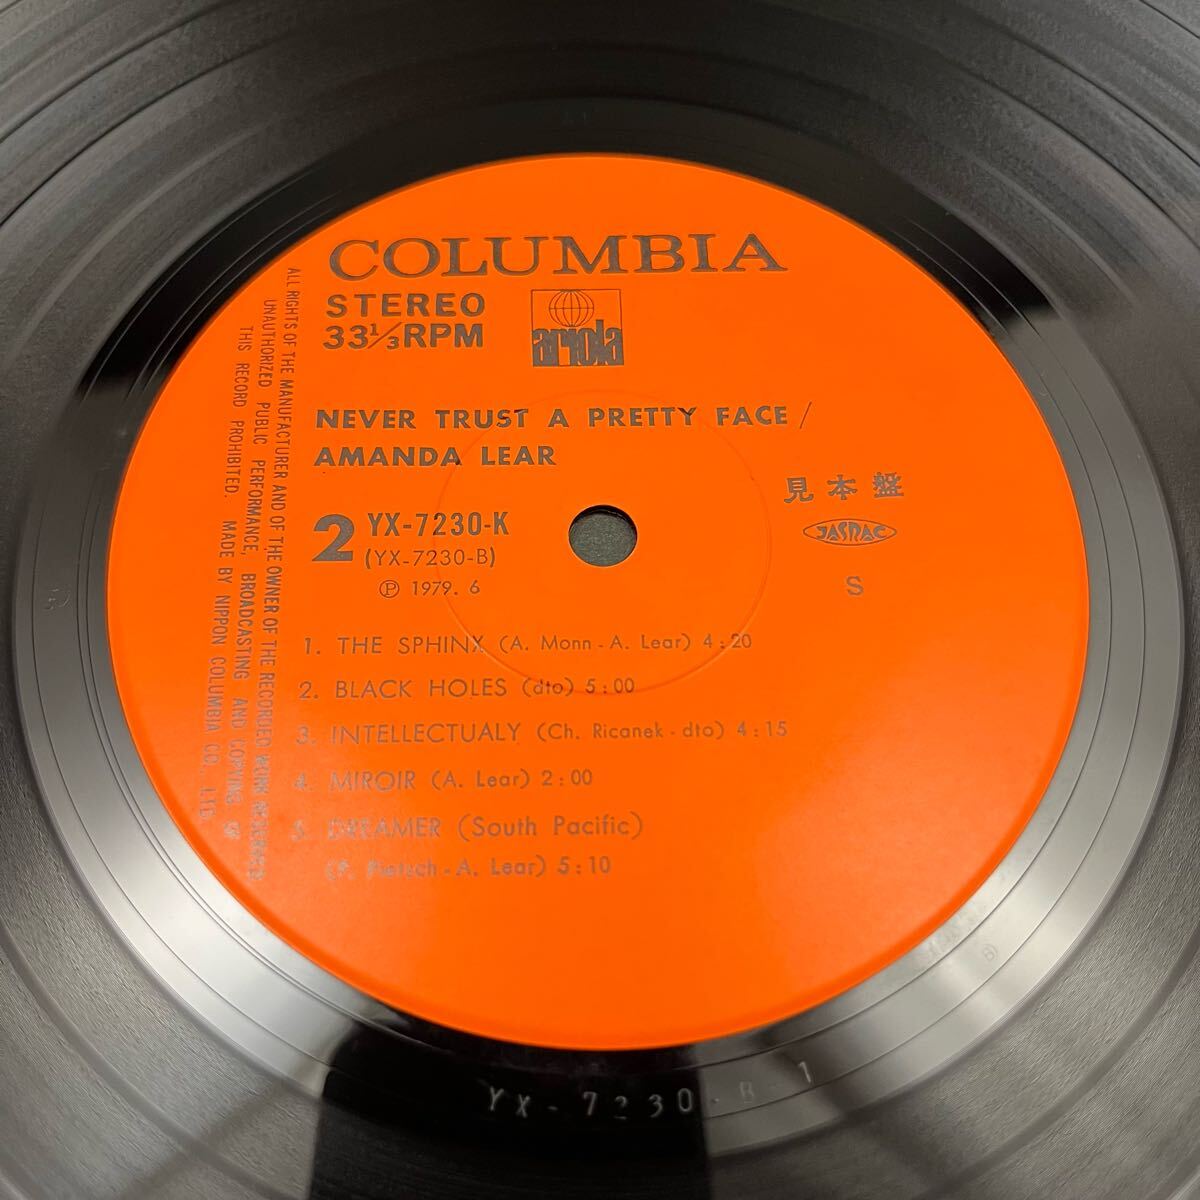 COLUMBIA
STEREO
33⅓RPM
ariola
NEVER TRUST A PRETTY FACE /
AMANDA LEAR
見本盤
JASRAC
S
2 YX-7230-K
(YX-7230-B)
Ⓟ 1979. 6
1. THE SPHINX (A. Monn - A. Lear) 4:20
2. BLACK HOLES (dto) 5:00
3. INTELLECTUALY (Ch. Ricanek - dto) 4:15
4. MIROIR (A. Lear) 2:00
5. DREAMER (South Pacific)
(F. Pietsch - A. Lear) 5:10
ALL RIGHTS OF THE MANUFACTURER AND OF THE OWNER OF THE RECORDED WORK RESERVED
UNAUTHORIZED PUBLIC PERFORMANCE, BROADCASTING AND COPYING OF
THIS RECORD PROHIBITED. MADE BY NIPPON COLUMBIA CO., LTD.
YX-7230-B-1